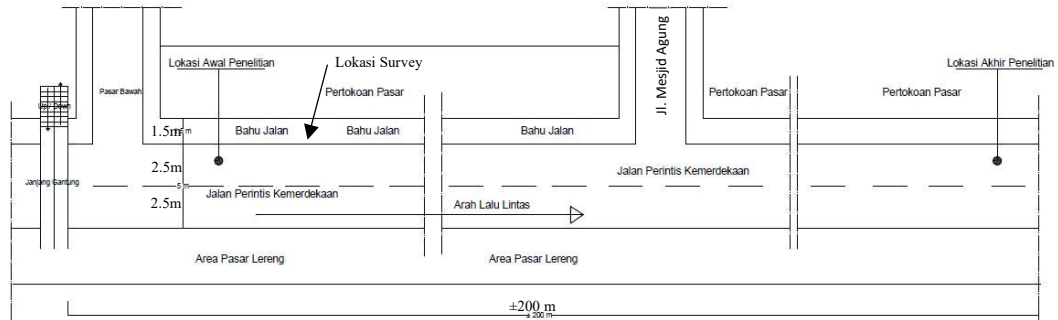 Jl. Mesjid Agung
Lokasi Awal Penelitian
Lokasi Survey
Lokasi Akhir Penelitian
Pasar Bawah
Pertokoan Pasar
Pertokoan Pasar
Pertokoan Pasar
1.5m
Bahu Jalan
Bahu Jalan
Bahu Jalan
2.5m
Jalan Perintis Kemerdekaan
Janjang Gantung
5 m
Jalan Perintis Kemerdekaan
2.5m
Arah Lalu Lintas
Area Pasar Lereng
Area Pasar Lereng
±200 m
± 200 m